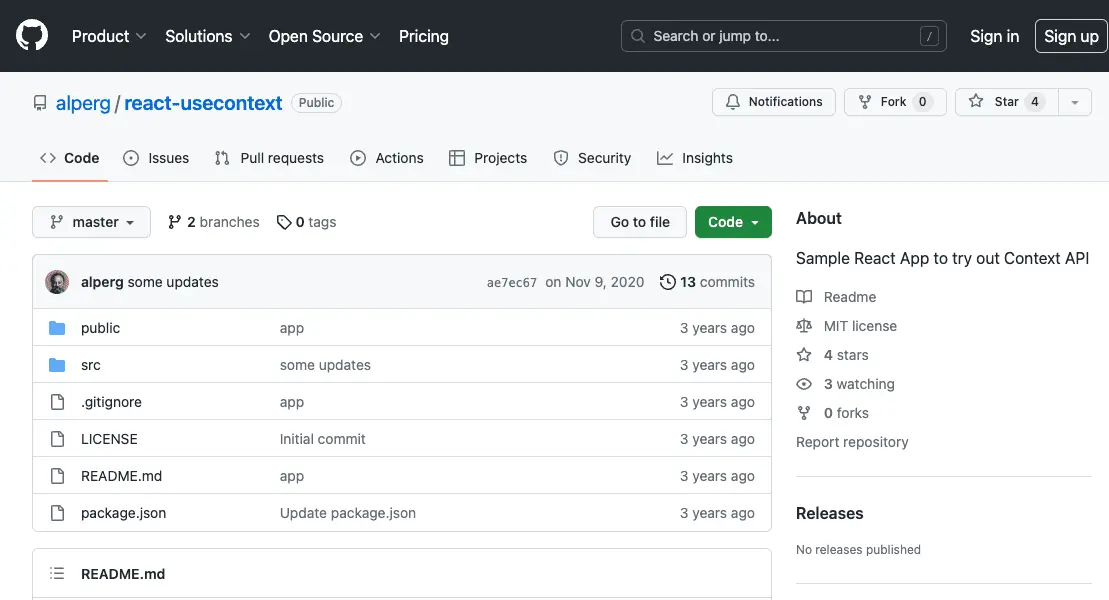 Product Solutions Open Source Pricing Search or jump to... / Sign in Sign up
alperg / react-usecontext Public Notifications Fork 0 Star 4
Code Issues Pull requests Actions Projects Security Insights
master 2 branches 0 tags Go to file Code
alperg some updates ae7ec67 on Nov 9, 2020 13 commits
public app 3 years ago
src some updates 3 years ago
.gitignore app 3 years ago
LICENSE Initial commit 3 years ago
README.md app 3 years ago
package.json Update package.json 3 years ago
README.md
About
Sample React App to try out Context API
Readme
MIT license
4 stars
3 watching
0 forks
Report repository
Releases
No releases published